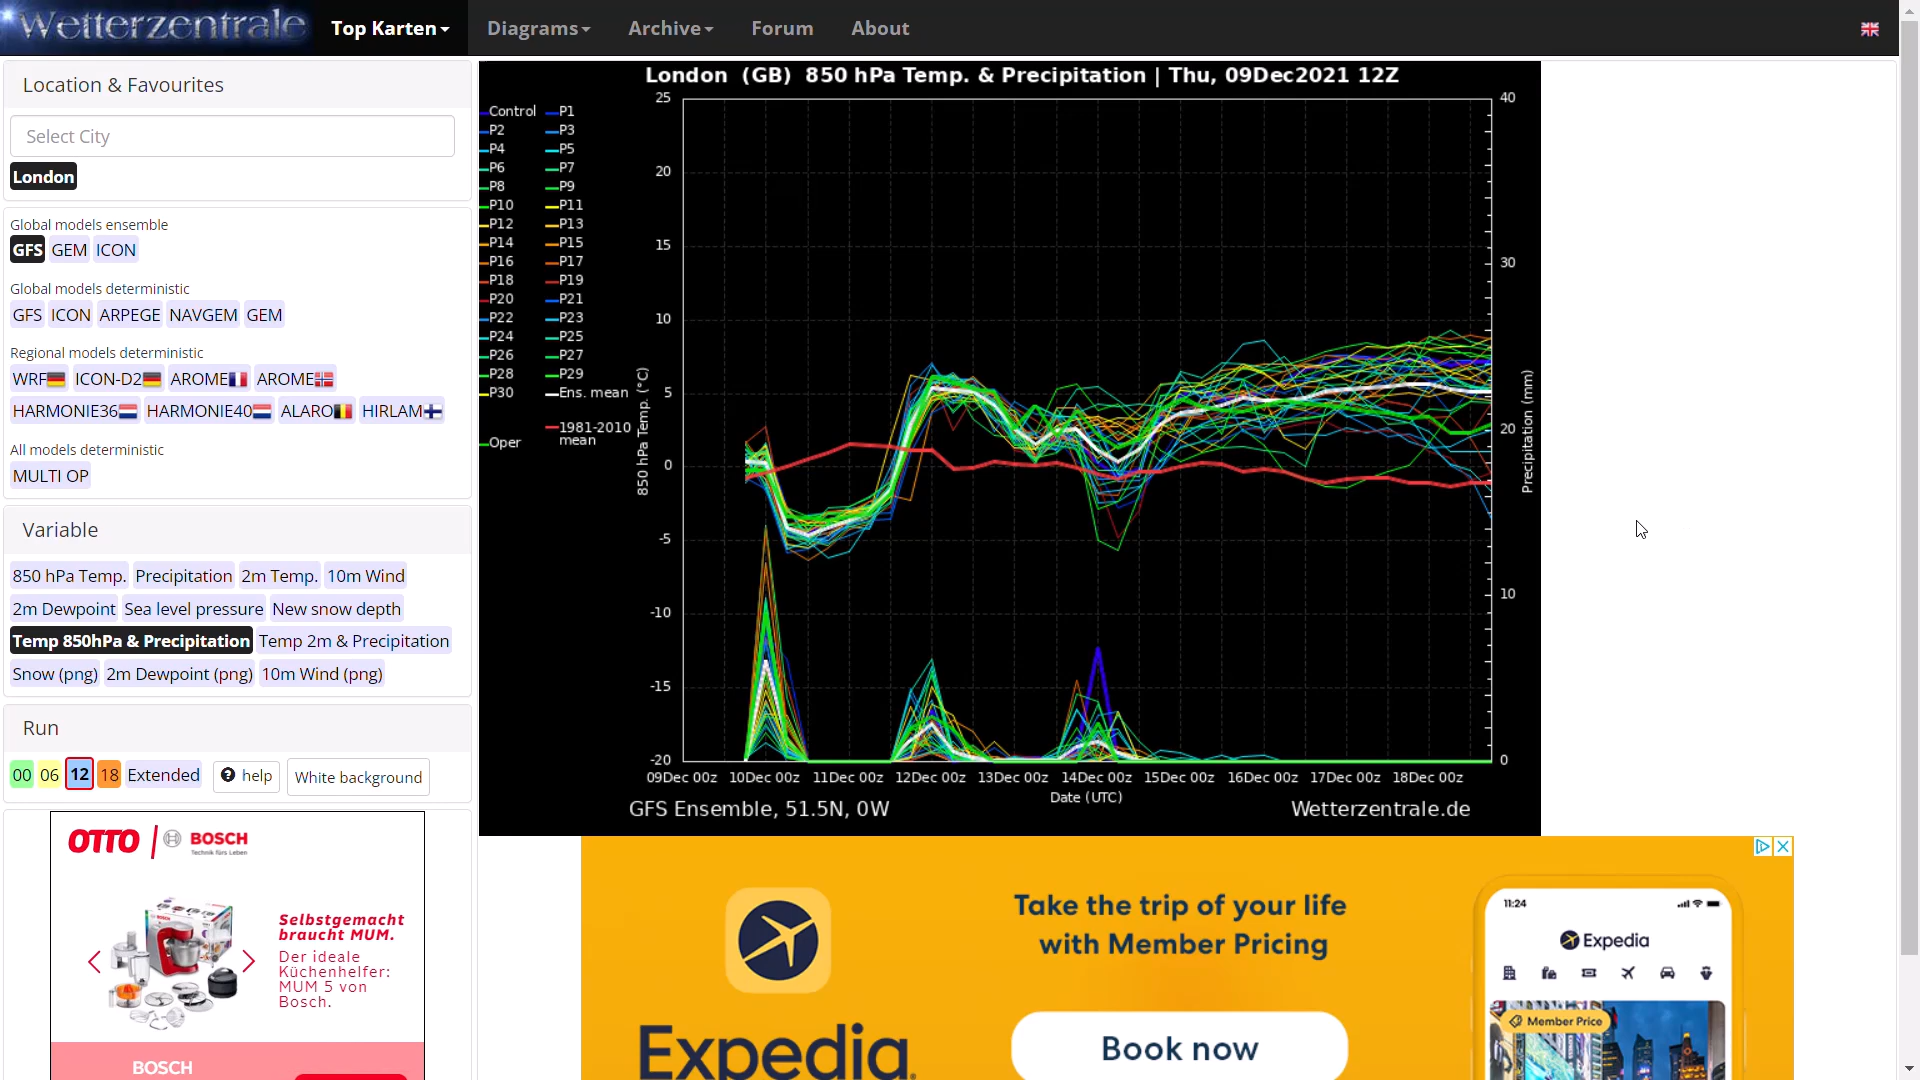 Wetterzentrale
Top Karten
Diagrams
Archive
Forum
About
Location & Favourites
Select City
London
Global models ensemble
GFS GEM ICON
Global models deterministic
GFS ICON ARPEGE NAVGEM GEM
Regional models deterministic
WRF ICON-D2 AROME AROME
HARMONIE36 HARMONIE40 ALARO HIRLAM
All models deterministic
MULTI OP
Variable
850 hPa Temp. Precipitation 2m Temp. 10m Wind
2m Dewpoint Sea level pressure New snow depth
Temp 850hPa & Precipitation Temp 2m & Precipitation
Snow (png) 2m Dewpoint (png) 10m Wind (png)
Run
00 06 12 18 Extended help White background
OTTO BOSCH
Technik fürs Leben
Selbstgemacht
braucht MUM.
Der ideale
Küchenhelfer:
MUM 5 von
Bosch.
BOSCH
London (GB) 850 hPa Temp. & Precipitation | Thu, 09Dec2021 12Z
Control P1
P2 P3
P4 P5
P6 P7
P8 P9
P10 P11
P12 P13
P14 P15
P16 P17
P18 P19
P20 P21
P22 P23
P24 P25
P26 P27
P28 P29
P30 Ens. mean
1981-2010
mean
Oper
850 hPa Temp. (°C)
25
20
15
10
5
0
-5
-10
-15
-20
40
30
20
10
0
Precipitation (mm)
09Dec 00z 10Dec 00z 11Dec 00z 12Dec 00z 13Dec 00z 14Dec 00z 15Dec 00z 16Dec 00z 17Dec 00z 18Dec 00z
Date (UTC)
GFS Ensemble, 51.5N, 0W
Wetterzentrale.de
Expedia
Take the trip of your life
with Member Pricing
Book now
11:24
Expedia
Member Price